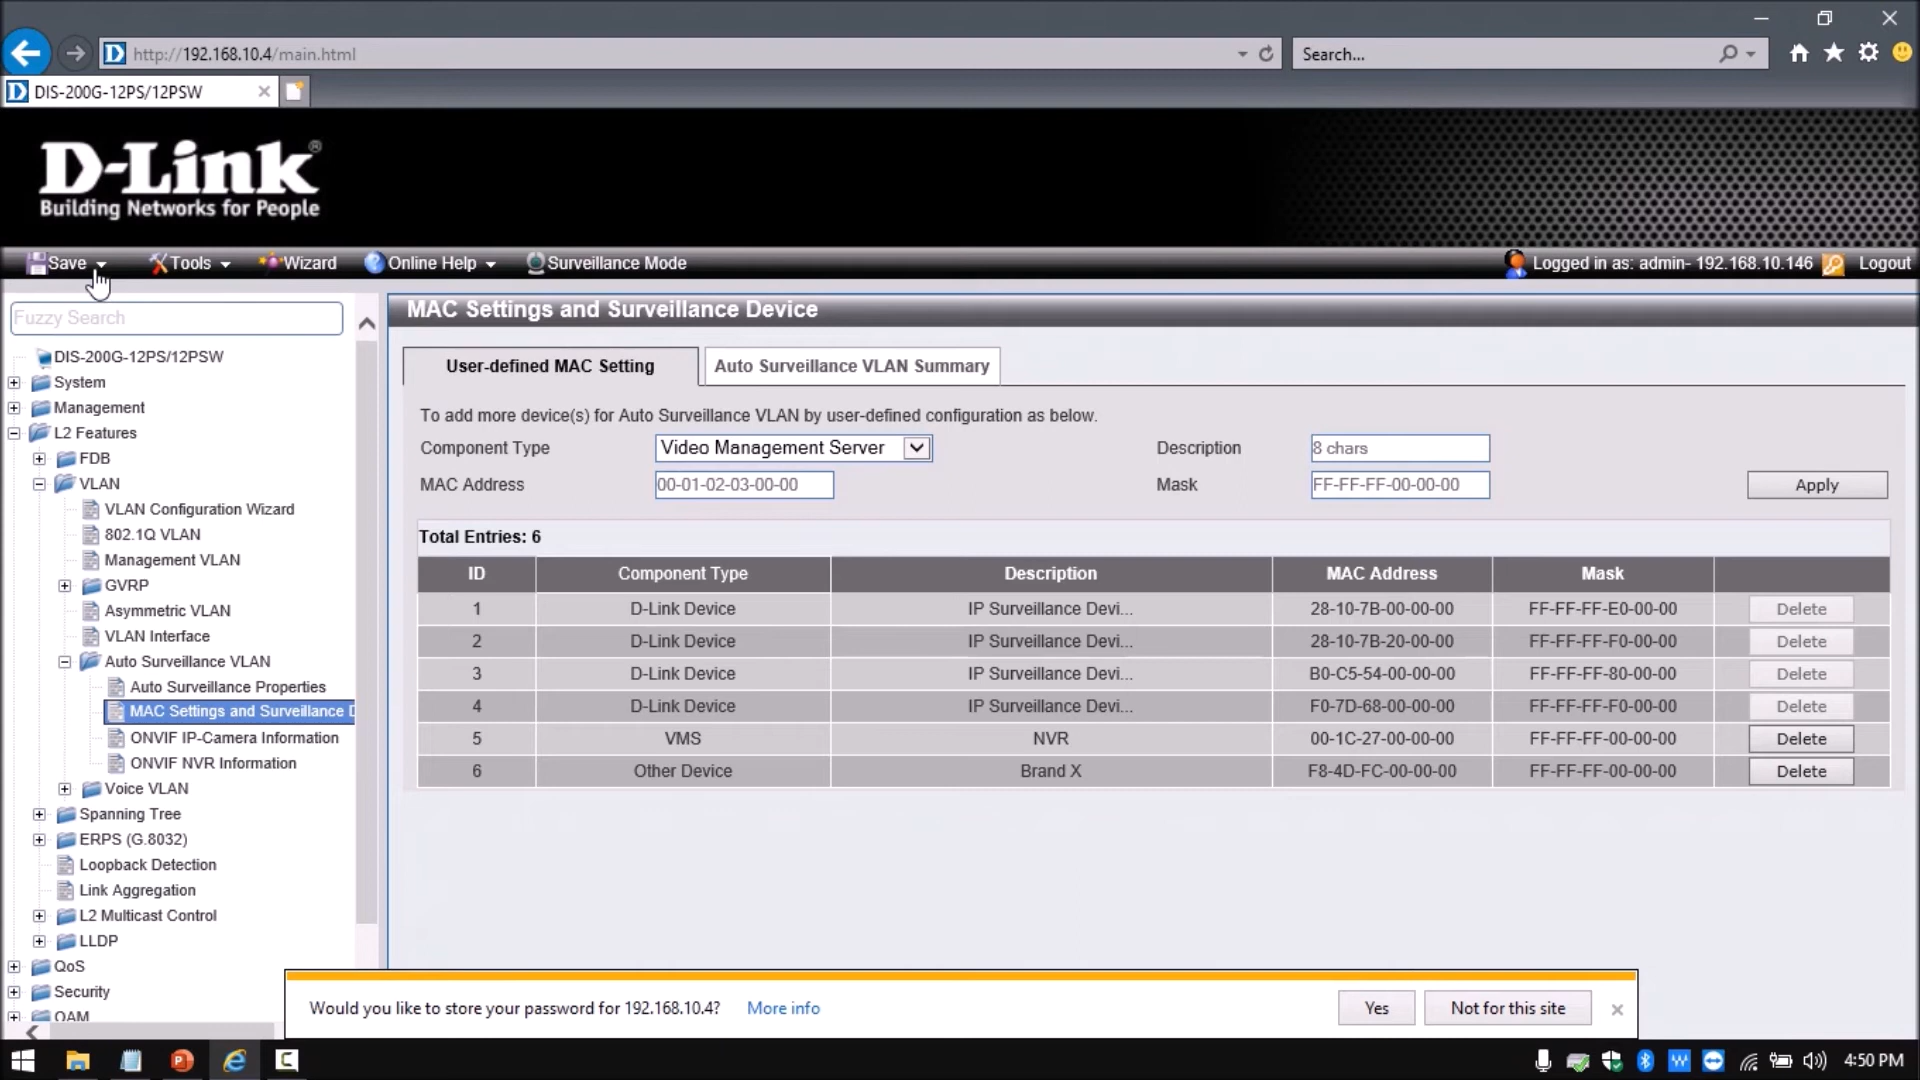 http://192.168.10.4/main.html
Search...
DIS-200G-12PS/12PSW
D-Link®
Building Networks for People
Save Tools Wizard Online Help Surveillance Mode Logged in as: admin- 192.168.10.146 Logout
Fuzzy Search
DIS-200G-12PS/12PSW
System
Management
L2 Features
FDB
VLAN
VLAN Configuration Wizard
802.1Q VLAN
Management VLAN
GVRP
Asymmetric VLAN
VLAN Interface
Auto Surveillance VLAN
Auto Surveillance Properties
MAC Settings and Surveillance D
ONVIF IP-Camera Information
ONVIF NVR Information
Voice VLAN
Spanning Tree
ERPS (G.8032)
Loopback Detection
Link Aggregation
L2 Multicast Control
LLDP
QoS
Security
OAM
MAC Settings and Surveillance Device
User-defined MAC Setting Auto Surveillance VLAN Summary
To add more device(s) for Auto Surveillance VLAN by user-defined configuration as below.
Component Type Video Management Server Description 8 chars
MAC Address 00-01-02-03-00-00 Mask FF-FF-FF-00-00-00 Apply
Total Entries: 6
ID Component Type Description MAC Address Mask
1 D-Link Device IP Surveillance Devi... 28-10-7B-00-00-00 FF-FF-FF-E0-00-00 Delete
2 D-Link Device IP Surveillance Devi... 28-10-7B-20-00-00 FF-FF-FF-F0-00-00 Delete
3 D-Link Device IP Surveillance Devi... B0-C5-54-00-00-00 FF-FF-FF-80-00-00 Delete
4 D-Link Device IP Surveillance Devi... F0-7D-68-00-00-00 FF-FF-FF-F0-00-00 Delete
5 VMS NVR 00-1C-27-00-00-00 FF-FF-FF-00-00-00 Delete
6 Other Device Brand X F8-4D-FC-00-00-00 FF-FF-FF-00-00-00 Delete
Would you like to store your password for 192.168.10.4? More info Yes Not for this site
4:50 PM